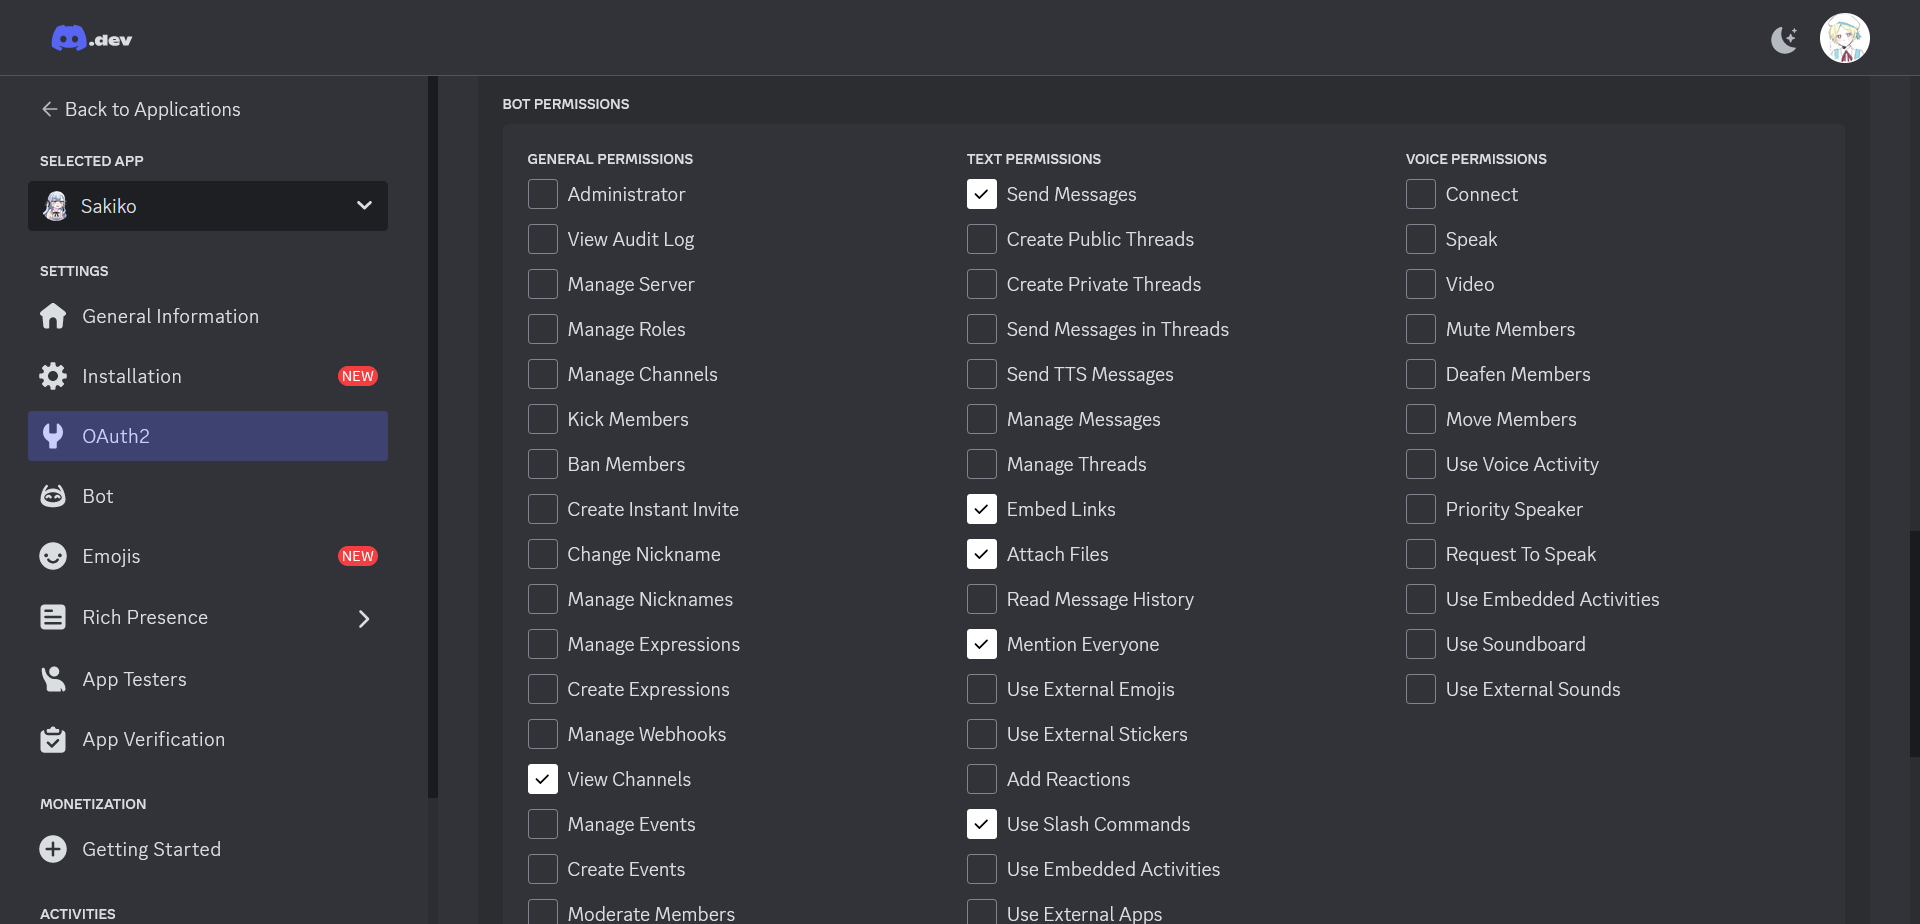 .dev
Back to Applications
SELECTED APP
Sakiko
SETTINGS
General Information
Installation
NEW
OAuth2
Bot
Emojis
NEW
Rich Presence
App Testers
App Verification
MONETIZATION
Getting Started
ACTIVITIES
BOT PERMISSIONS
GENERAL PERMISSIONS
Administrator
View Audit Log
Manage Server
Manage Roles
Manage Channels
Kick Members
Ban Members
Create Instant Invite
Change Nickname
Manage Nicknames
Manage Expressions
Create Expressions
Manage Webhooks
View Channels
Manage Events
Create Events
Moderate Members
TEXT PERMISSIONS
Send Messages
Create Public Threads
Create Private Threads
Send Messages in Threads
Send TTS Messages
Manage Messages
Manage Threads
Embed Links
Attach Files
Read Message History
Mention Everyone
Use External Emojis
Use External Stickers
Add Reactions
Use Slash Commands
Use Embedded Activities
Use External Apps
VOICE PERMISSIONS
Connect
Speak
Video
Mute Members
Deafen Members
Move Members
Use Voice Activity
Priority Speaker
Request To Speak
Use Embedded Activities
Use Soundboard
Use External Sounds